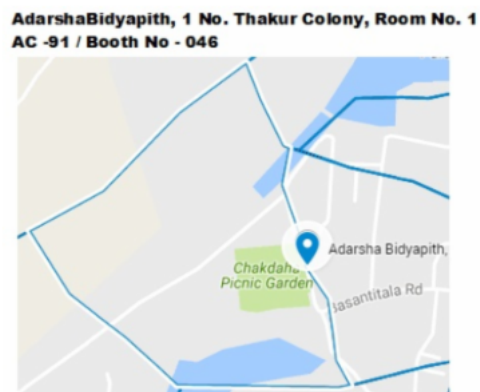 AdarshaBidyapith, 1 No. Thakur Colony, Room No. 1
AC -91 / Booth No - 046
Adarsha Bidyapith,
Chakdaha
Picnic Garden
Basantitala Rd